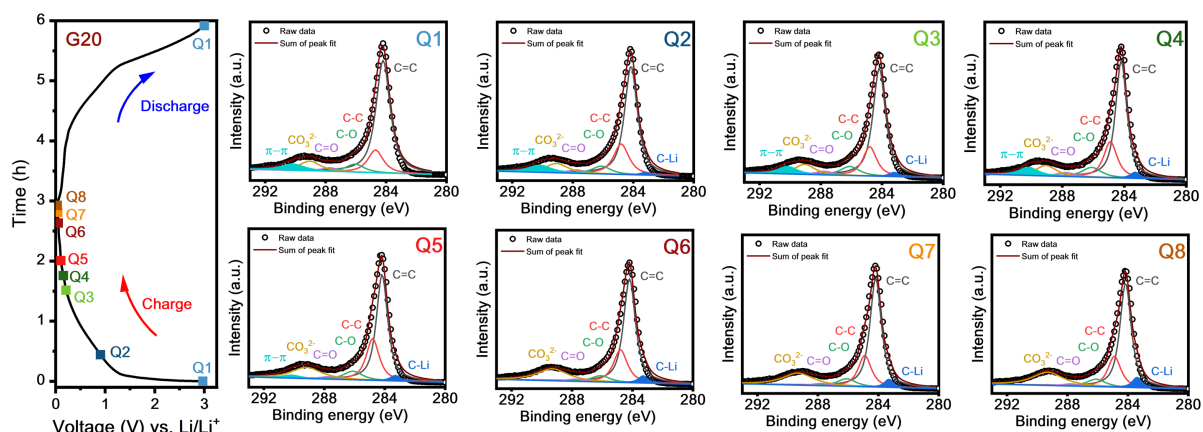 G20
Time (h)
6
5
4
3
2
1
0
Q1
Discharge
Q8
Q7
Q6
Q5
Q4
Q3
Charge
Q2
Q1
0
1
2
3
Voltage (V) vs. Li/Li⁺
Intensity (a.u.)
Raw data
Sum of peak fit
Q1
C=C
C-C
C-O
CO₃²⁻
C=O
π−π
292
288
284
280
Binding energy (eV)
Intensity (a.u.)
Raw data
Sum of peak fit
Q2
C=C
C-C
C-O
CO₃²⁻
C=O
π−π
C-Li
292
288
284
280
Binding energy (eV)
Intensity (a.u.)
Raw data
Sum of peak fit
Q3
C=C
C-C
C-O
CO₃²⁻
C=O
π−π
C-Li
292
288
284
280
Binding energy (eV)
Intensity (a.u.)
Raw data
Sum of peak fit
Q4
C=C
C-C
C-O
CO₃²⁻
C=O
π−π
C-Li
292
288
284
280
Binding energy (eV)
Intensity (a.u.)
Raw data
Sum of peak fit
Q5
C=C
C-C
C-O
CO₃²⁻
C=O
π−π
C-Li
292
288
284
280
Binding energy (eV)
Intensity (a.u.)
Raw data
Sum of peak fit
Q6
C=C
C-C
C-O
CO₃²⁻
C=O
C-Li
292
288
284
280
Binding energy (eV)
Intensity (a.u.)
Raw data
Sum of peak fit
Q7
C=C
C-C
C-O
CO₃²⁻
C=O
C-Li
292
288
284
280
Binding energy (eV)
Intensity (a.u.)
Raw data
Sum of peak fit
Q8
C=C
C-C
C-O
CO₃²⁻
C=O
C-Li
292
288
284
280
Binding energy (eV)